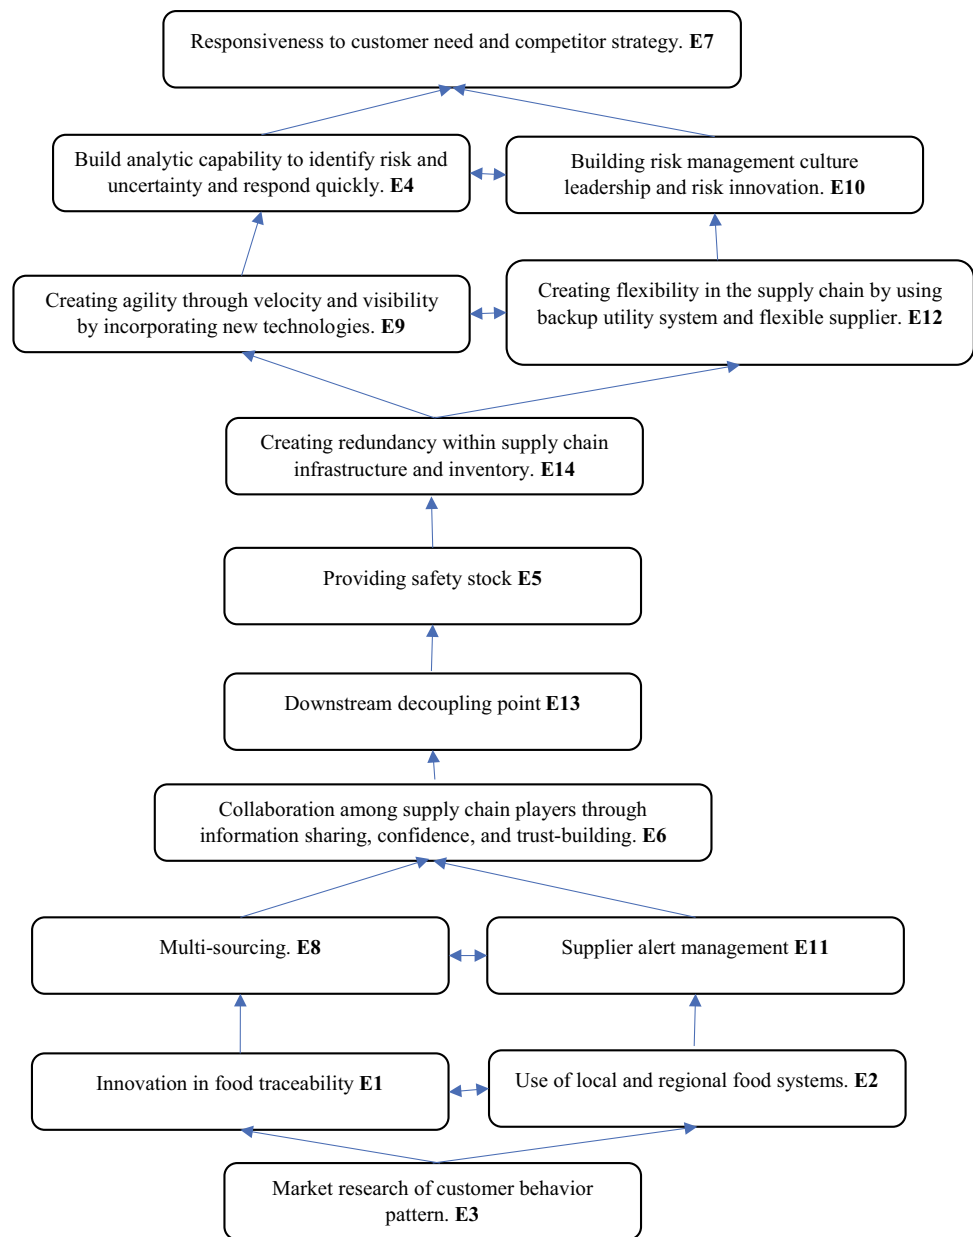 Responsiveness to customer need and competitor strategy. E7
Build analytic capability to identify risk and
uncertainty and respond quickly. E4
Building risk management culture
leadership and risk innovation. E10
Creating agility through velocity and visibility
by incorporating new technologies. E9
Creating flexibility in the supply chain by using
backup utility system and flexible supplier. E12
Creating redundancy within supply chain
infrastructure and inventory. E14
Providing safety stock E5
Downstream decoupling point E13
Collaboration among supply chain players through
information sharing, confidence, and trust-building. E6
Multi-sourcing. E8
Supplier alert management E11
Innovation in food traceability E1
Use of local and regional food systems. E2
Market research of customer behavior
pattern. E3